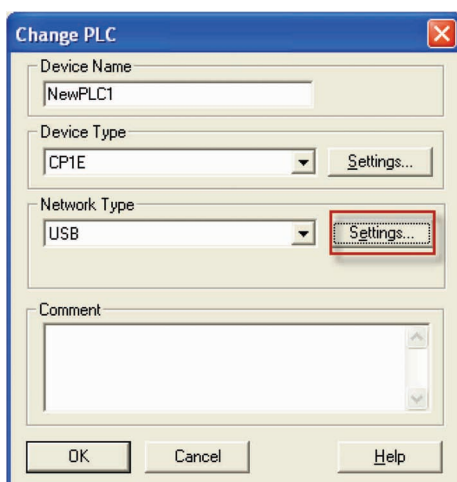 Change PLC
Device Name
NewPLC1
Device Type
CP1E
Settings...
Network Type
USB
Settings...
Comment
OK Cancel Help